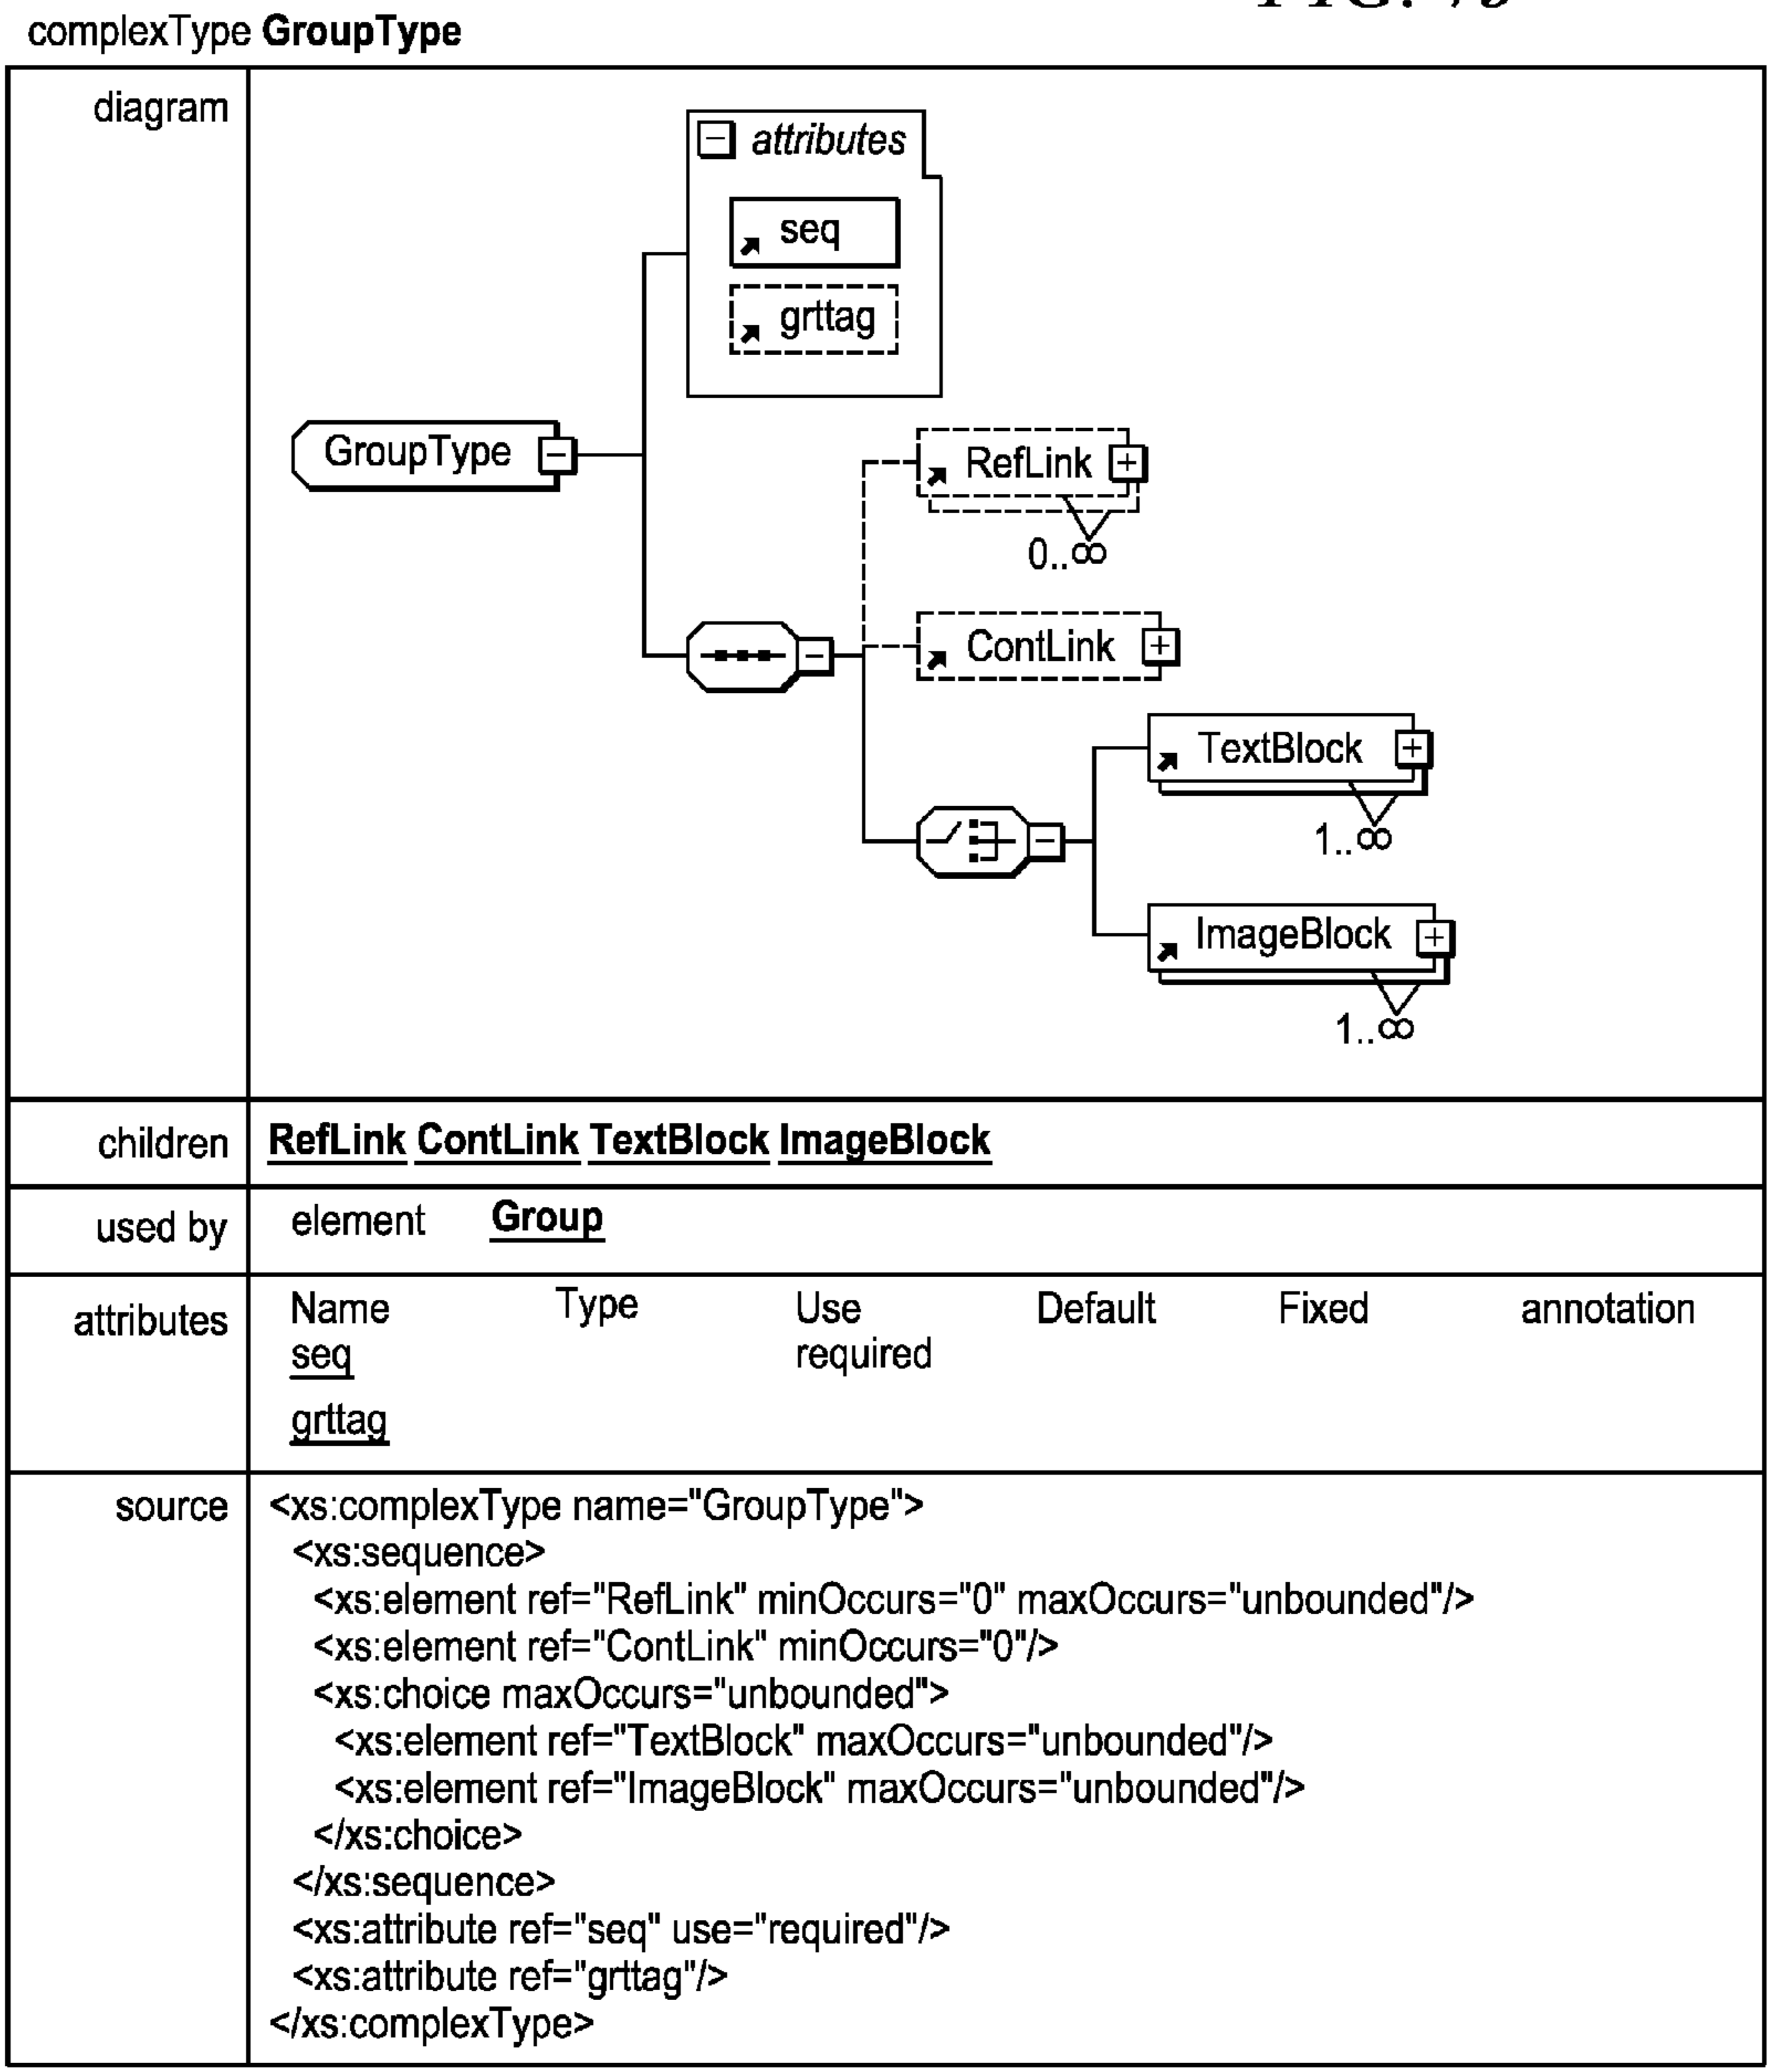 complexType GroupType
diagram
attributes
seq
grttag
GroupType
RefLink
0..∞
ContLink
TextBlock
1..∞
ImageBlock
1..∞
children RefLink ContLink TextBlock ImageBlock
used by element Group
attributes Name Type Use Default Fixed annotation
seq required
grttag
source <xs:complexType name="GroupType">
<xs:sequence>
<xs:element ref="RefLink" minOccurs="0" maxOccurs="unbounded"/>
<xs:element ref="ContLink" minOccurs="0"/>
<xs:choice maxOccurs="unbounded">
<xs:element ref="TextBlock" maxOccurs="unbounded"/>
<xs:element ref="ImageBlock" maxOccurs="unbounded"/>
</xs:choice>
</xs:sequence>
<xs:attribute ref="seq" use="required"/>
<xs:attribute ref="grttag"/>
</xs:complexType>